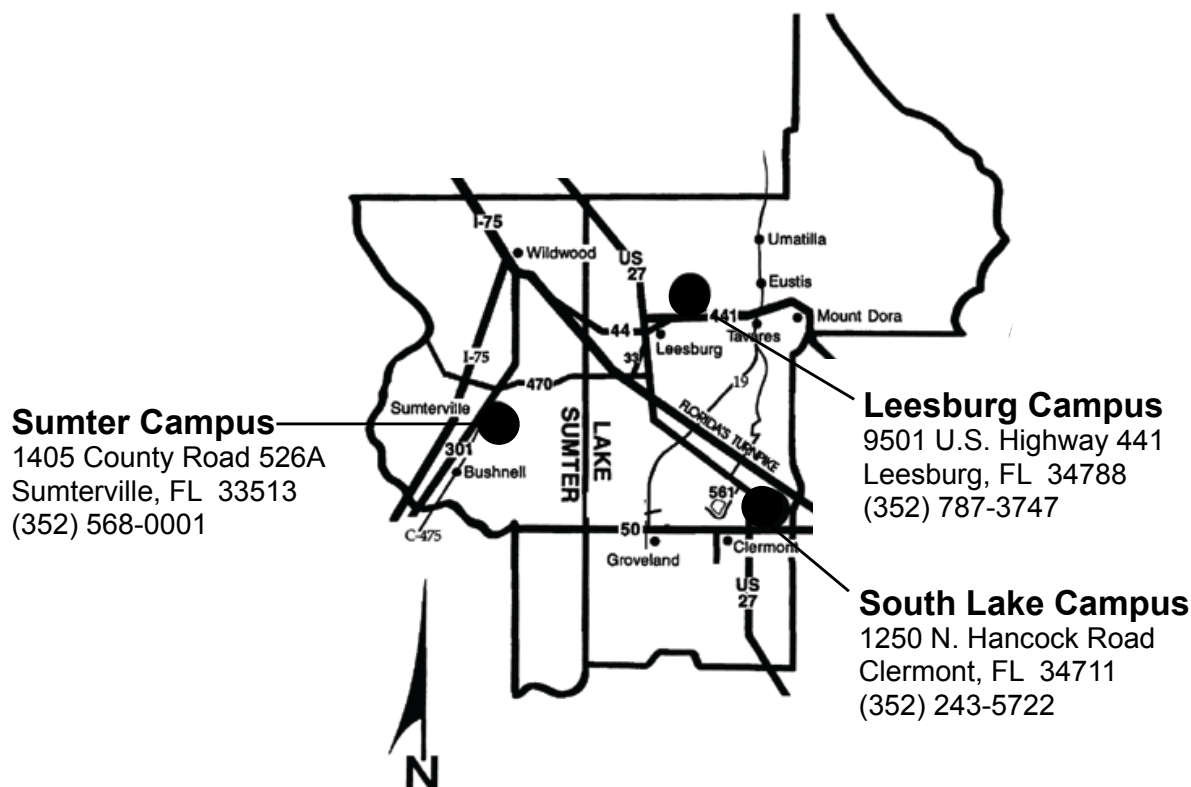 I-75
Wildwood
US
27
Umatilla
Eustis
441
Mount Dora
44
Tavares
Leesburg
33
I-75
470
19
Sumterville
FLORIDA'S TURNPIKE
LAKE
SUMTER
301
Bushnell
561
C-475
50
Groveland
Clermont
US
27
N
Sumter Campus
1405 County Road 526A
Sumterville, FL 33513
(352) 568-0001
Leesburg Campus
9501 U.S. Highway 441
Leesburg, FL 34788
(352) 787-3747
South Lake Campus
1250 N. Hancock Road
Clermont, FL 34711
(352) 243-5722